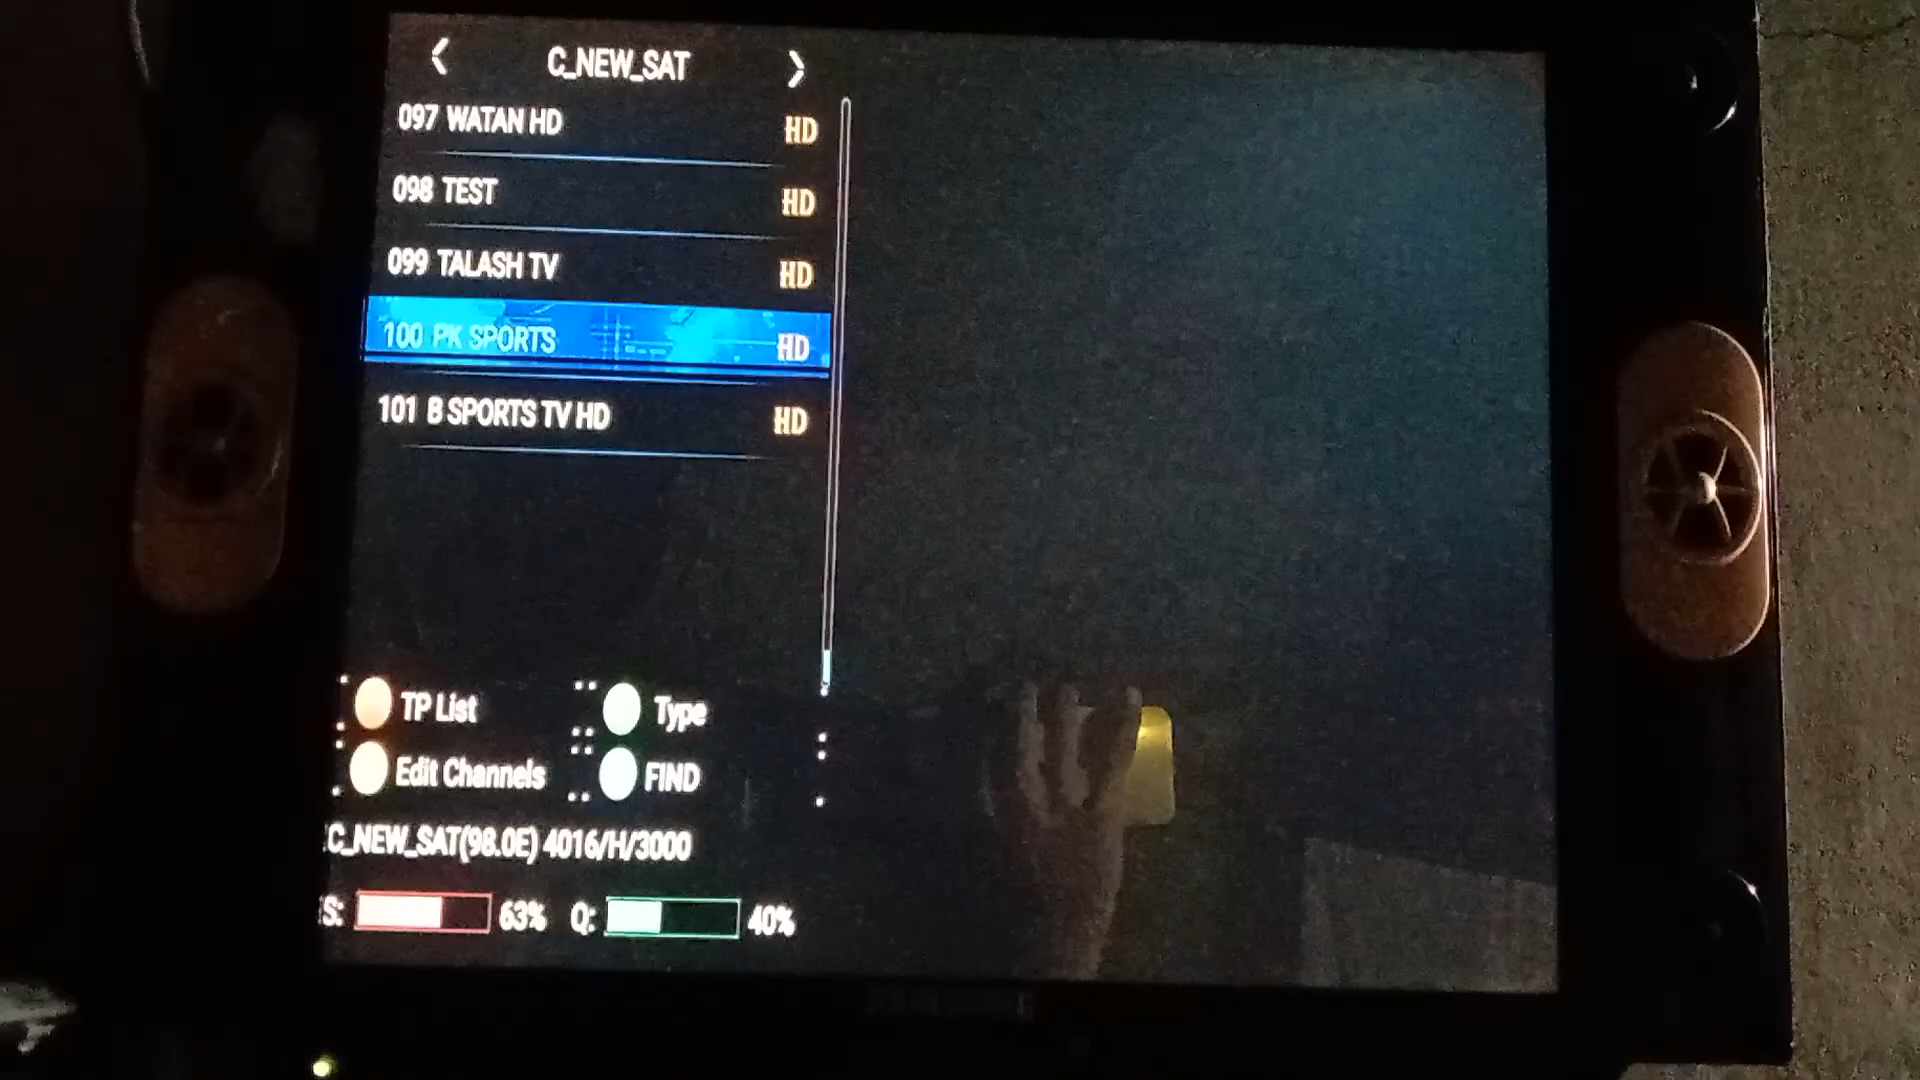 C_NEW_SAT
097 WATAN HD HD
098 TEST HD
099 TALASH TV HD
100 PK SPORTS HD
101 B SPORTS TV HD HD
TP List Type
Edit Channels FIND
C_NEW_SAT(98.0E) 4016/H/3000
S: 63% Q: 40%